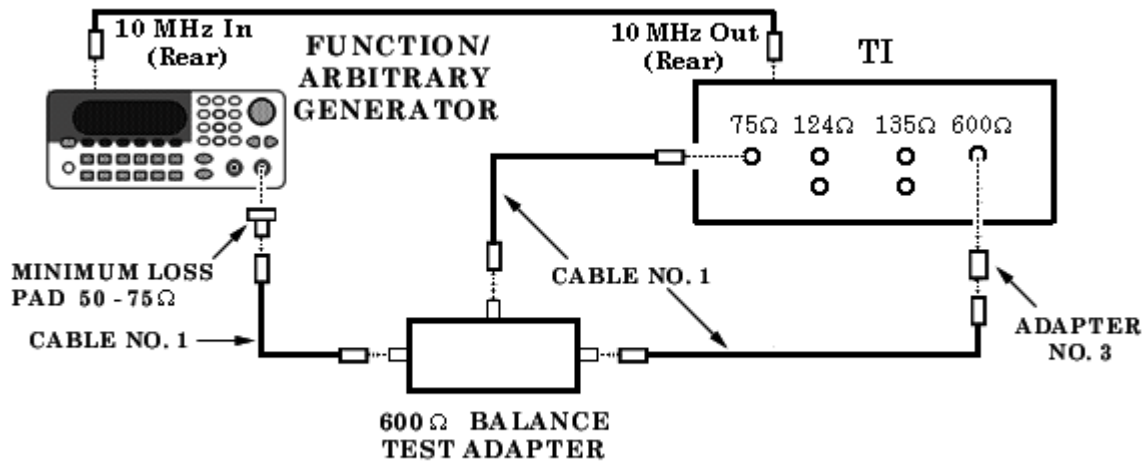 10 MHz In
(Rear)
FUNCTION/
ARBITRARY
GENERATOR
10 MHz Out
(Rear)
TI
75Ω 124Ω 135Ω 600Ω
MINIMUM LOSS
PAD 50 - 75Ω
CABLE NO. 1
CABLE NO. 1
ADAPTER
NO. 3
600 Ω BALANCE
TEST ADAPTER